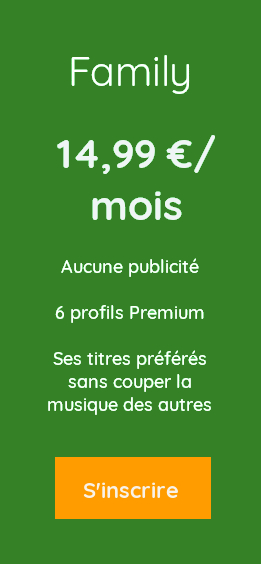 Family
14,99 €/
mois
Aucune publicité
6 profils Premium
Ses titres préférés
sans couper la
musique des autres
S'inscrire